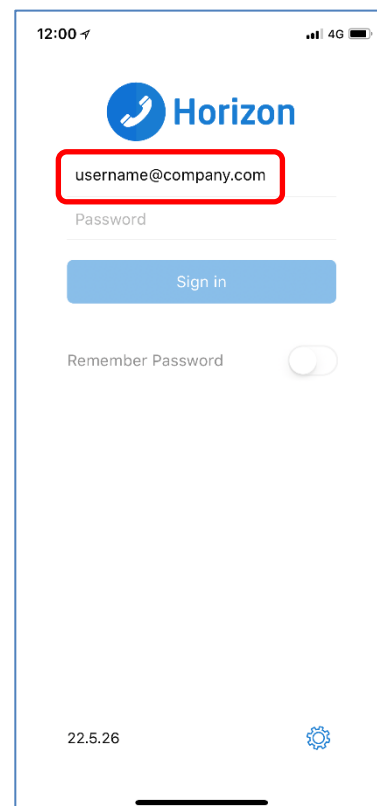 12:00 4G
Horizon
username@company.com
Password
Sign in
Remember Password
22.5.26